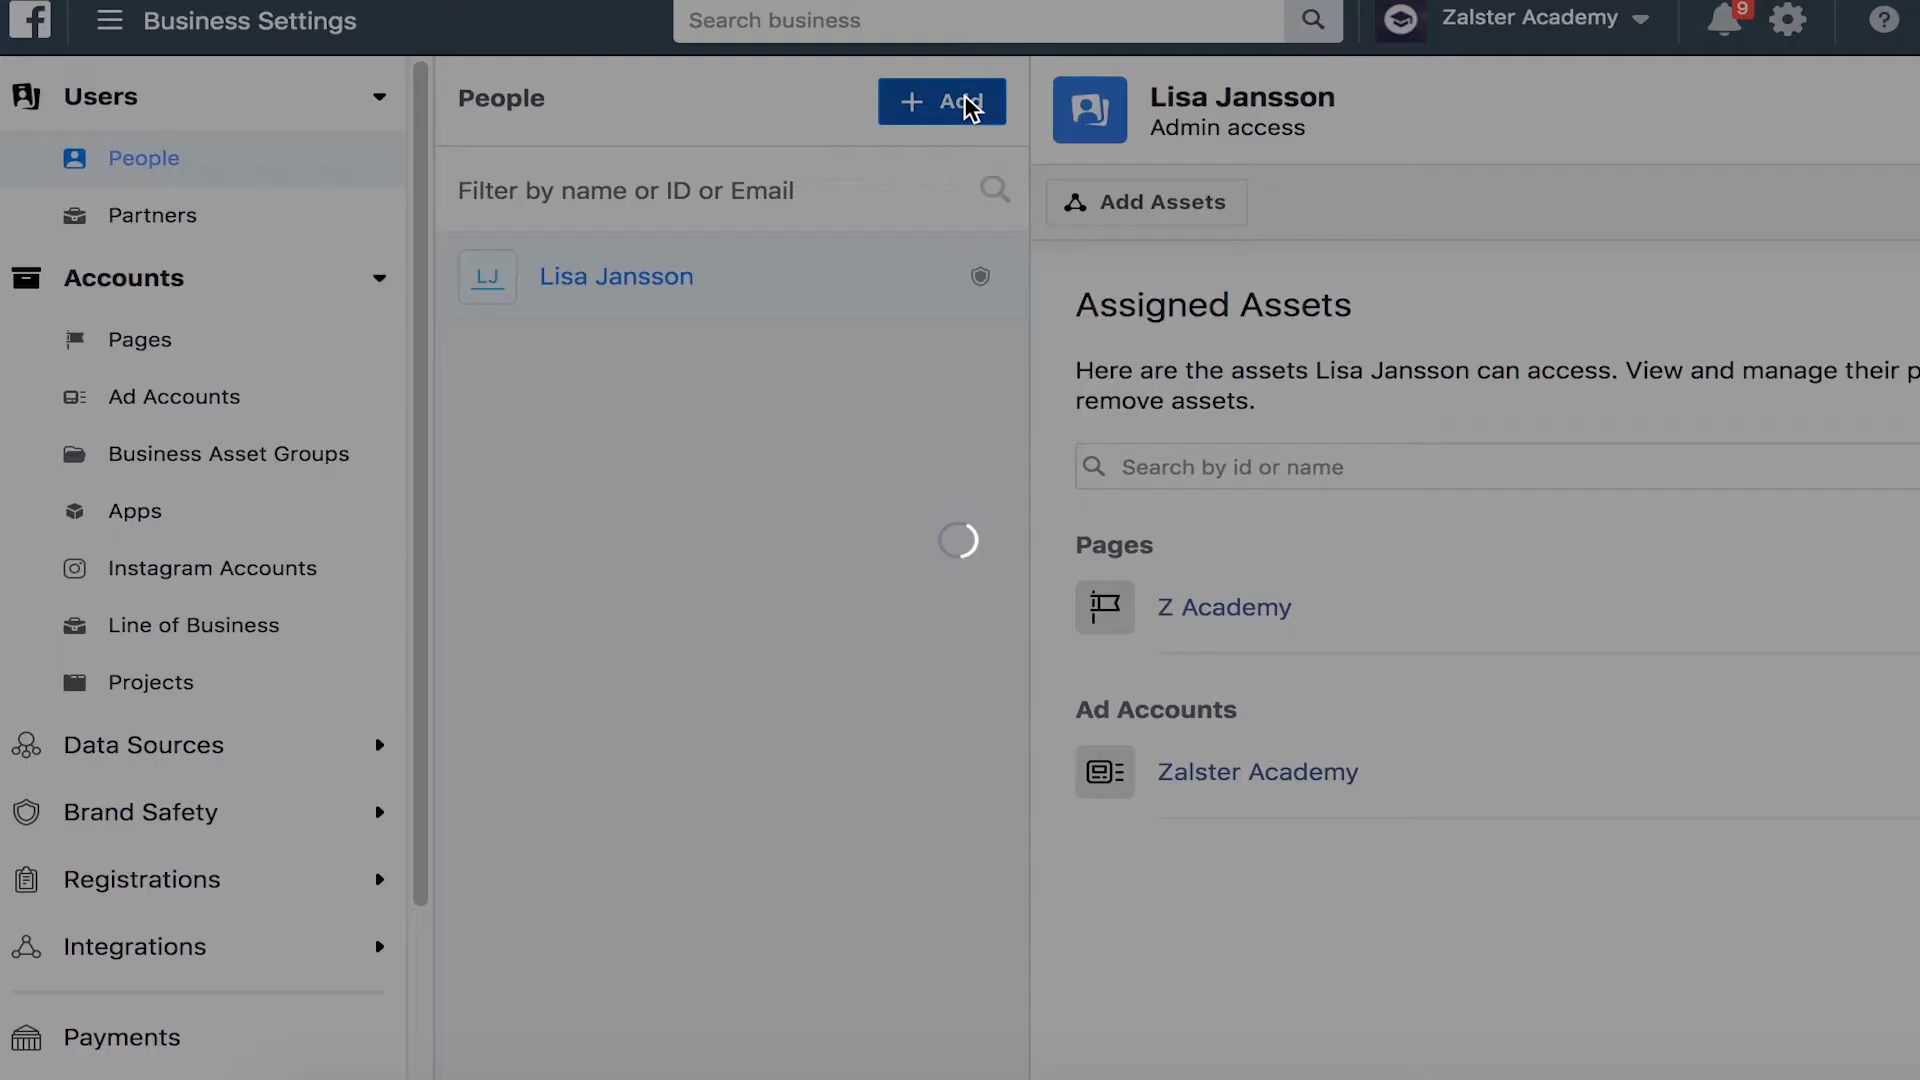 Business Settings
Search business
Zalster Academy
9
Users
People
Partners
Accounts
Pages
Ad Accounts
Business Asset Groups
Apps
Instagram Accounts
Line of Business
Projects
Data Sources
Brand Safety
Registrations
Integrations
Payments
People
+ Add
Filter by name or ID or Email
LJ
Lisa Jansson
Lisa Jansson
Admin access
Add Assets
Assigned Assets
Here are the assets Lisa Jansson can access. View and manage their p
remove assets.
Search by id or name
Pages
Z Academy
Ad Accounts
Zalster Academy